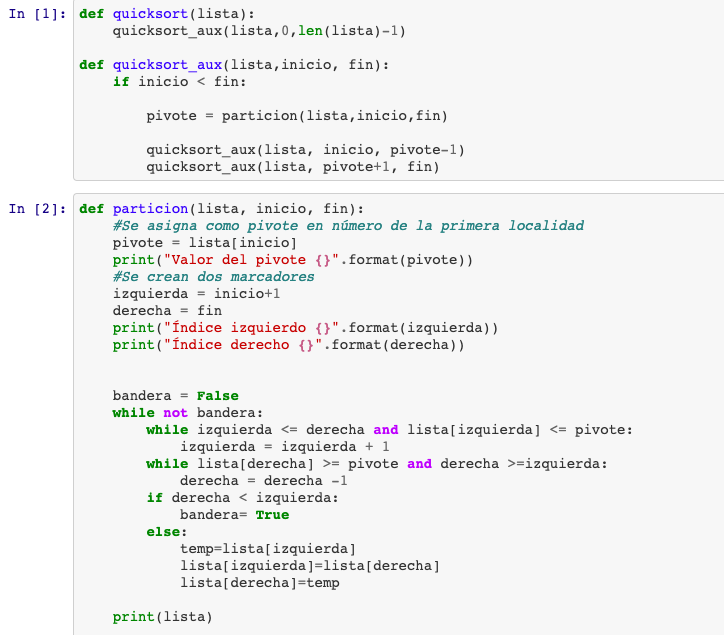 In [1]: def quicksort(lista):
    quicksort_aux(lista,0,len(lista)-1)
def quicksort_aux(lista,inicio, fin):
    if inicio < fin:
        pivote = particion(lista,inicio,fin)
        quicksort_aux(lista, inicio, pivote-1)
        quicksort_aux(lista, pivote+1, fin)
In [2]: def particion(lista, inicio, fin):
    #Se asigna como pivote en número de la primera localidad
    pivote = lista[inicio]
    print("Valor del pivote {}".format(pivote))
    #Se crean dos marcadores
    izquierda = inicio+1
    derecha = fin
    print("Índice izquierdo {}".format(izquierda))
    print("Índice derecho {}".format(derecha))
    bandera = False
    while not bandera:
        while izquierda <= derecha and lista[izquierda] <= pivote:
            izquierda = izquierda + 1
        while lista[derecha] >= pivote and derecha >=izquierda:
            derecha = derecha -1
        if derecha < izquierda:
            bandera= True
        else:
            temp=lista[izquierda]
            lista[izquierda]=lista[derecha]
            lista[derecha]=temp
    print(lista)